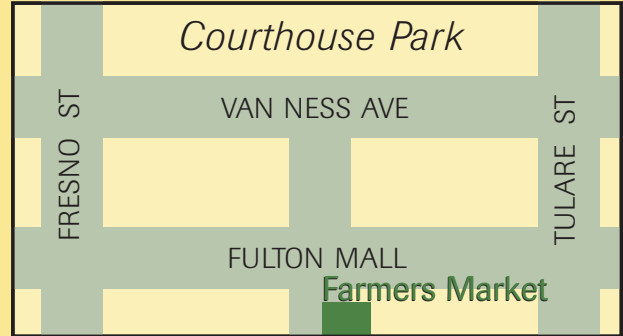 Courthouse Park
VAN NESS AVE
FRESNO ST
TULARE ST
FULTON MALL
Farmers Market